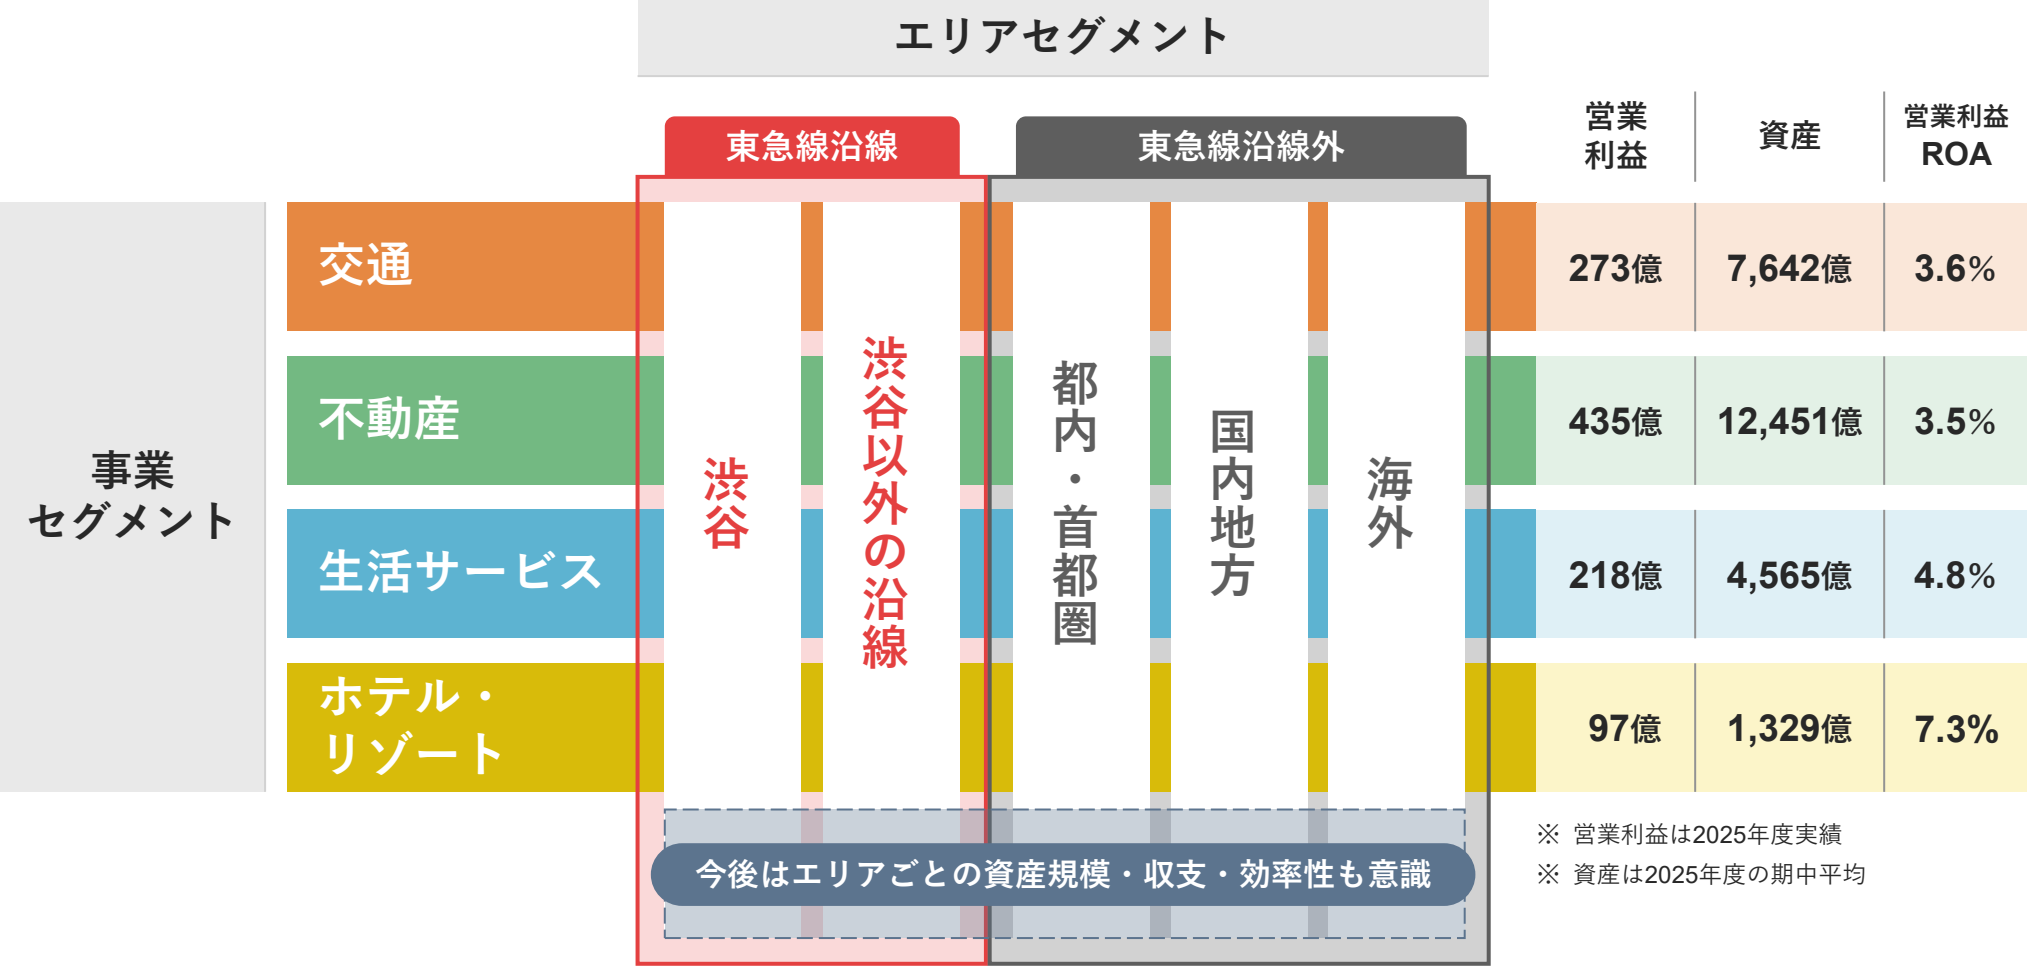 エリアセグメント
東急線沿線
東急線沿線外
営業
利益
資産
営業利益
ROA
事業
セグメント
交通
273億
7,642億
3.6%
不動産
435億
12,451億
3.5%
生活サービス
218億
4,565億
4.8%
ホテル・
リゾート
97億
1,329億
7.3%
渋谷
渋谷以外の沿線
都内・首都圏
国内地方
海外
今後はエリアごとの資産規模・収支・効率性も意識
※ 営業利益は2025年度実績
※ 資産は2025年度の期中平均